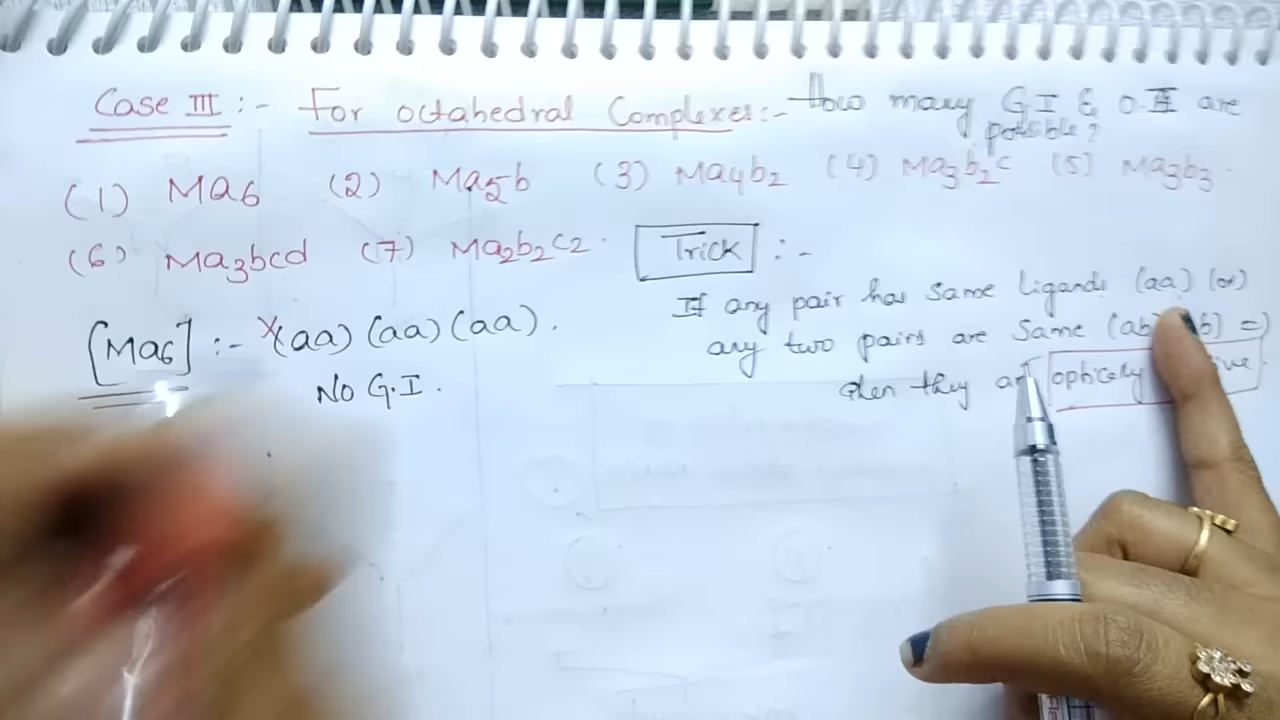 Case III :- For octahedral Complexes:- How many G I & O.I are
possible?
(1) Ma6 (2) Ma5b (3) Ma4b2 (4) Ma3b2c (5) Ma3b3.
(6) Ma3bcd (7) Ma2b2c2. Trick :-
If any pair has same ligands (aa) (or)
any two pairs are same (ab) b) =)
[Ma6] :- x(aa) (aa) (aa).
then they optically
No G.I.